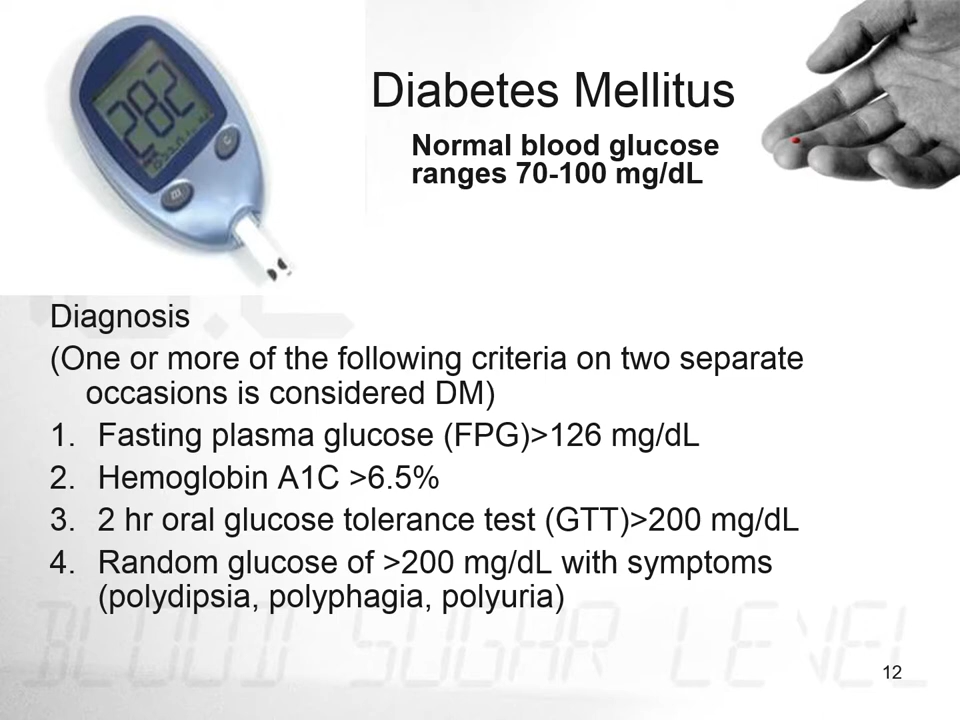 282
Diabetes Mellitus
Normal blood glucose
ranges 70-100 mg/dL
Diagnosis
(One or more of the following criteria on two separate
occasions is considered DM)
1. Fasting plasma glucose (FPG)>126 mg/dL
2. Hemoglobin A1C >6.5%
3. 2 hr oral glucose tolerance test (GTT)>200 mg/dL
4. Random glucose of >200 mg/dL with symptoms
(polydipsia, polyphagia, polyuria)
BLOOD SUGAR LEVEL
12